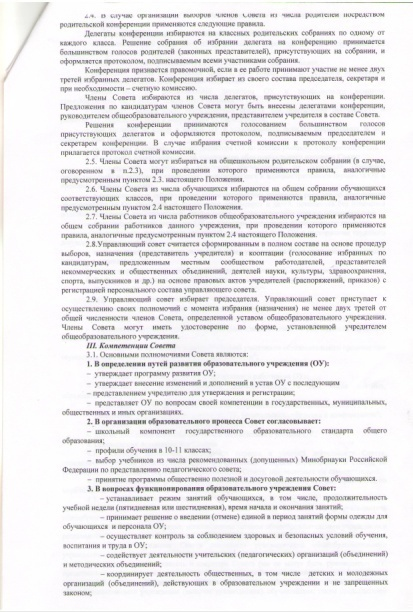 2.4. В случае организации выборов членов Совета из числа родителей посредством
родительской конференции применяются следующие правила.
Делегаты конференции избираются на классных родительских собраниях по одному от
каждого класса. Решение собрания об избрании делегата на конференцию принимается
большинством голосов родителей (законных представителей), присутствующих на собрании, и
оформляется протоколом, подписываемым всеми участниками собрания.
Конференция признается правомочной, если в ее работе принимают участие не менее двух
третей избранных делегатов. Конференция избирает из своего состава председателя, секретаря и
при необходимости – счетную комиссию.
Члены Совета избираются из числа делегатов, присутствующих на конференции.
Предложения по кандидатурам членов Совета могут быть внесены делегатами конференции,
руководителем общеобразовательного учреждения, представителем учредителя в составе Совета.
Решения конференции принимаются голосованием большинством голосов
присутствующих делегатов и оформляются протоколом, подписываемым председателем и
секретарем конференции. В случае избрания счетной комиссии к протоколу конференции
прилагается протокол счетной комиссии.
2.5. Члены Совета могут избираться на общешкольном родительском собрании (в случае,
оговоренном в п.2.3), при проведении которого применяются правила, аналогичные
предусмотренным пунктом 2.3. настоящего Положения.
2.6. Члены Совета из числа обучающихся избираются на общем собрании обучающихся
соответствующих классов, при проведении которого применяются правила, аналогичные
предусмотренным пункту 2.4 настоящего Положения.
2.7. Члены Совета из числа работников общеобразовательного учреждения избираются на
общем собрании работников данного учреждения, при проведении которого применяются
правила, аналогичные предусмотренным пунктом 2.4 настоящего Положения.
2.8.Управляющий совет считается сформированным в полном составе на основе процедур
выборов, назначения (представитель учредителя) и кооптации (голосование избранных по
кандидатурам, предложенным местным сообществом работодателей, представителей
некоммерческих и общественных объединений, деятелей науки, культуры, здравоохранения,
спорта, выпускников и др.) на основе правовых актов учредителей (распоряжений, приказов) с
регистрацией персонального состава управляющего совета.
2.9. Управляющий совет избирает председателя. Управляющий совет приступает к
осуществлению своих полномочий с момента избрания (назначения) не менее двух третей от
общей численности членов Совета, определенной уставом общеобразовательного учреждения.
Члены Совета могут иметь удостоверение по форме, установленной учредителем
общеобразовательного учреждения.
III. Компетенции Совета
3.1. Основными полномочиями Совета являются:
1. В определении путей развития образовательного учреждения (ОУ):
– утверждает программу развития ОУ;
– утверждает внесение изменений и дополнений в устав ОУ с последующим
– представлением учредителю для утверждения и регистрации;
– представляет ОУ по вопросам своей компетенции в государственных, муниципальных,
общественных и иных организациях.
2. В организации образовательного процесса Совет согласовывает:
– школьный компонент государственного образовательного стандарта общего
образования;
– профили обучения в 10-11 классах;
– выбор учебников из числа рекомендованных (допущенных) Минобрнауки Российской
Федерации по представлению педагогического совета;
– принятие программы общественно полезной и досуговой деятельности обучающихся.
3. В вопросах функционирования образовательного учреждения Совет:
– устанавливает режим занятий обучающихся, в том числе, продолжительность
учебной недели (пятидневная или шестидневная), время начала и окончания занятий;
– принимает решение о введении (отмене) единой в период занятий формы одежды для
обучающихся и персонала ОУ;
– осуществляет контроль за соблюдением здоровых и безопасных условий обучения,
воспитания и труда в ОУ;
– содействует деятельности учительских (педагогических) организаций (объединений)
и методических объединений;
– координирует деятельность общественных, в том числе детских и молодежных
организаций (объединений), действующих в образовательном учреждении и не запрещенных
законом;